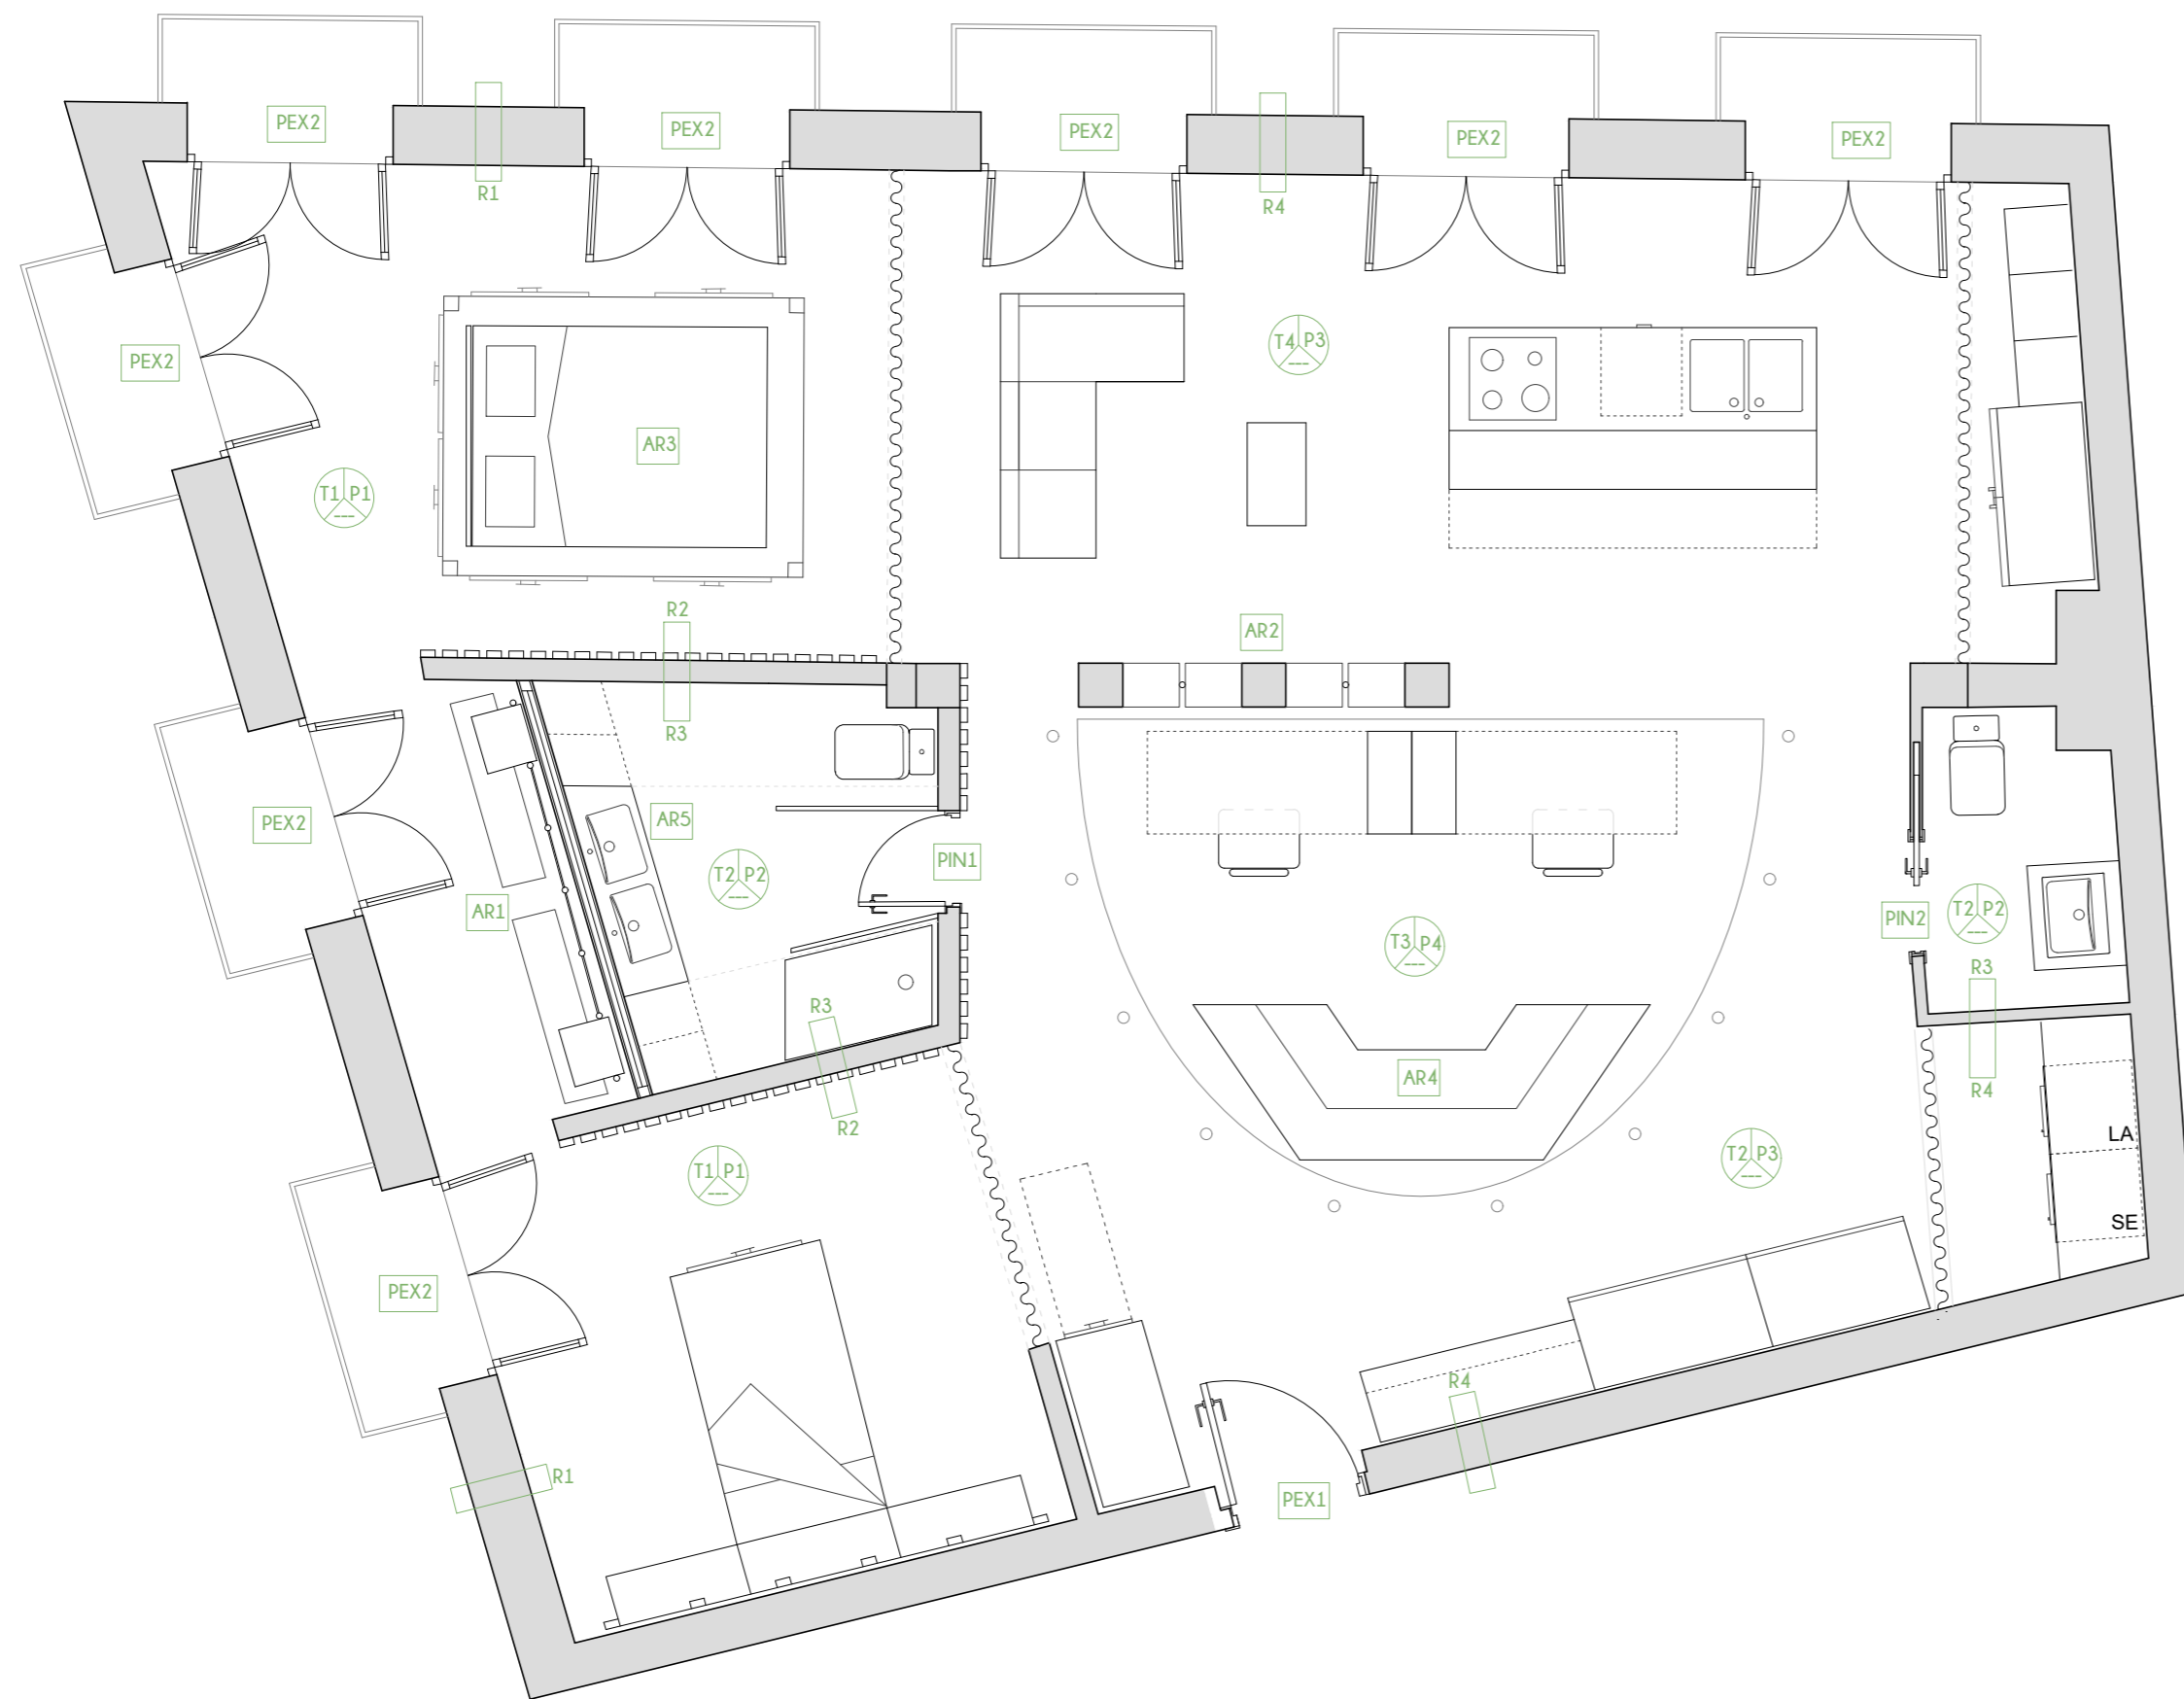 PEX2
PEX2
PEX2
PEX2
PEX2
R1
R4
T4 P3
---
PEX2
AR3
T1 P1
---
R2
AR2
R3
PEX2
AR5
PIN1
T2 P2
---
AR1
PIN2
T2 P2
---
T3 P4
---
R3
R3
AR4
R4
R2
LA
T2 P3
---
T1 P1
---
SE
PEX2
R4
R1
PEX1